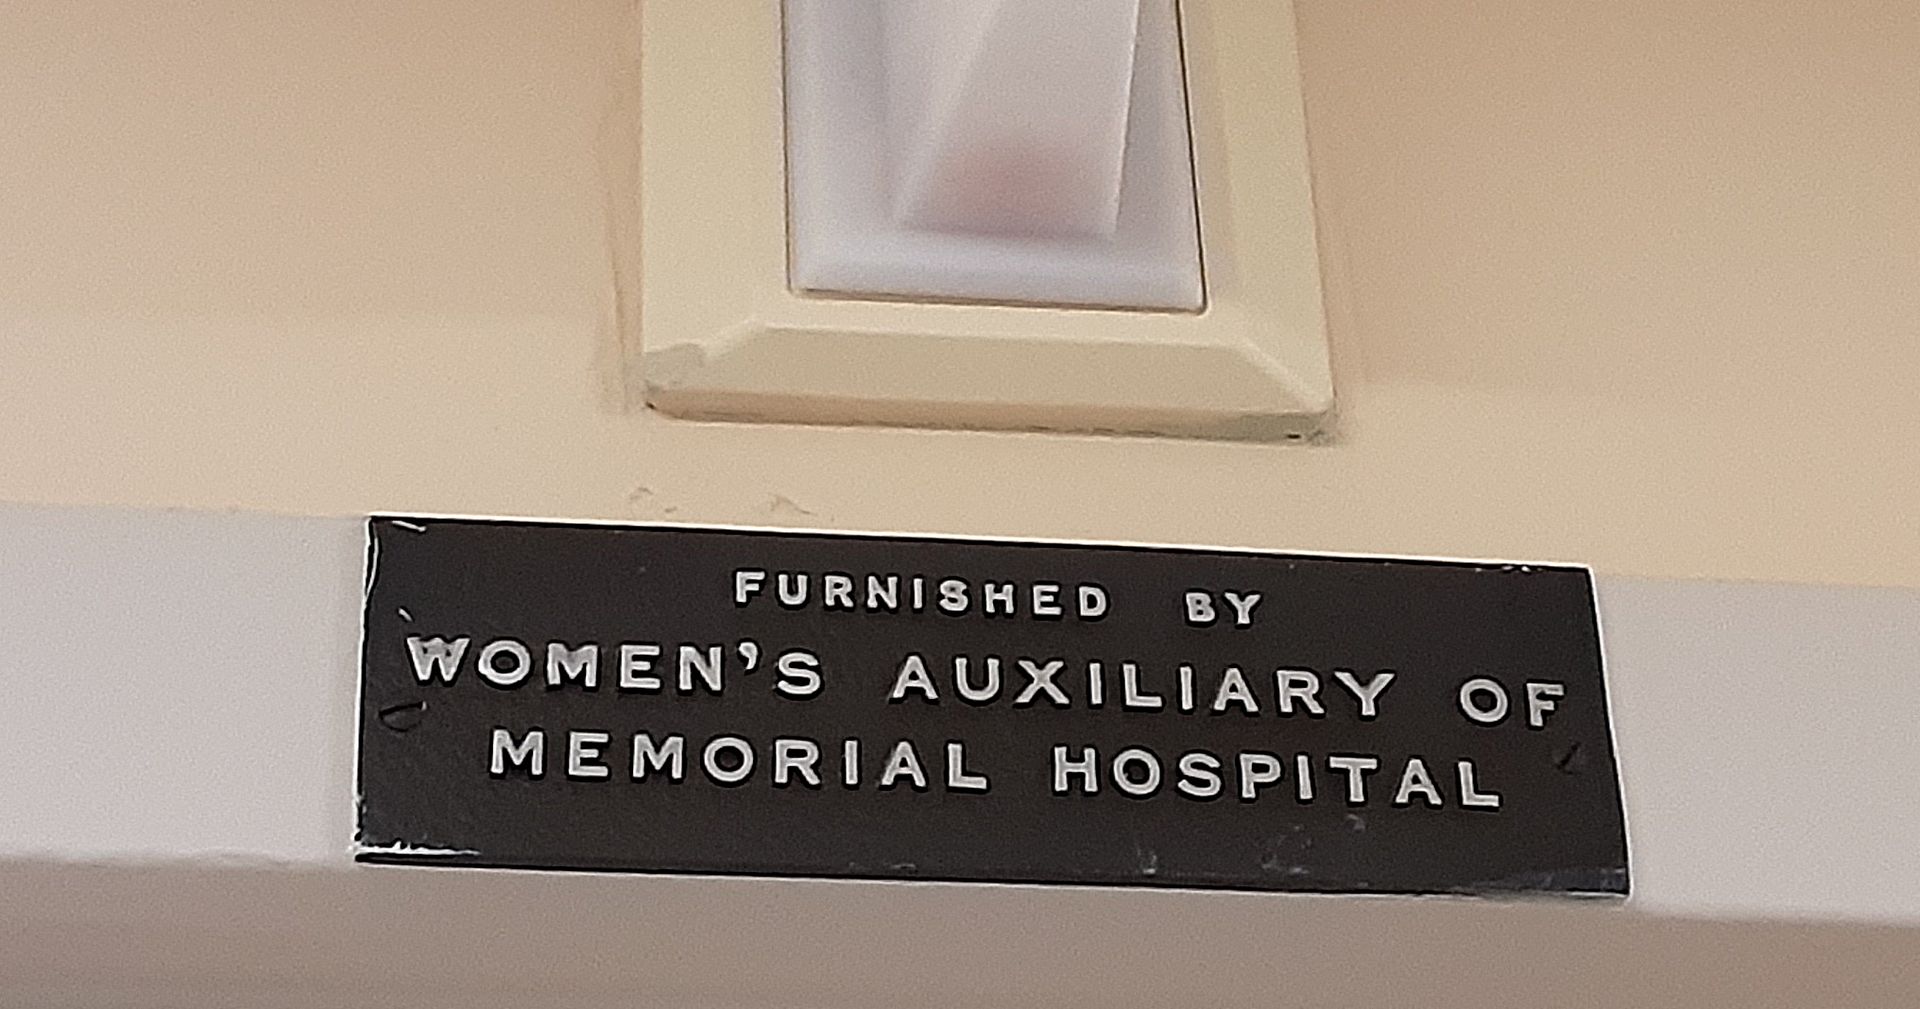 FURNISHED BY
WOMEN'S AUXILIARY OF
MEMORIAL HOSPITAL